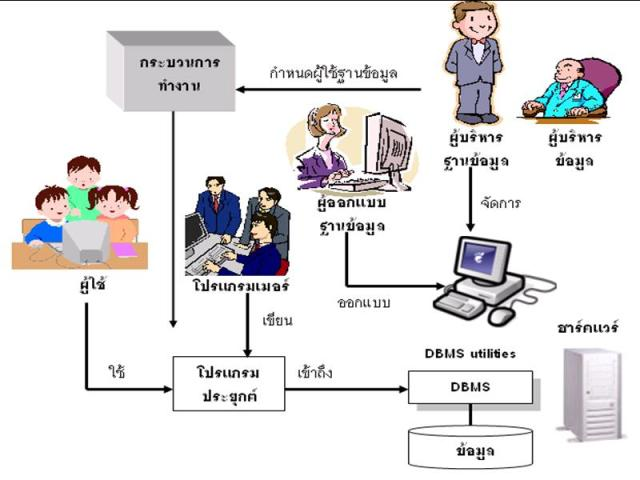 กระบวนการ
ทำงาน
กำหนดผู้ใช้ฐานข้อมูล
ผู้บริหาร
ฐานข้อมูล
ผู้บริหาร
ข้อมูล
ผู้ออกแบบ
ฐานข้อมูล
จัดการ
ผู้ใช้
โปรแกรมเมอร์
ออกแบบ
เขียน
ฮาร์ดแวร์
DBMS utilities
ใช้
โปรแกรม
ประยุกต์
เข้าถึง
DBMS
ข้อมูล